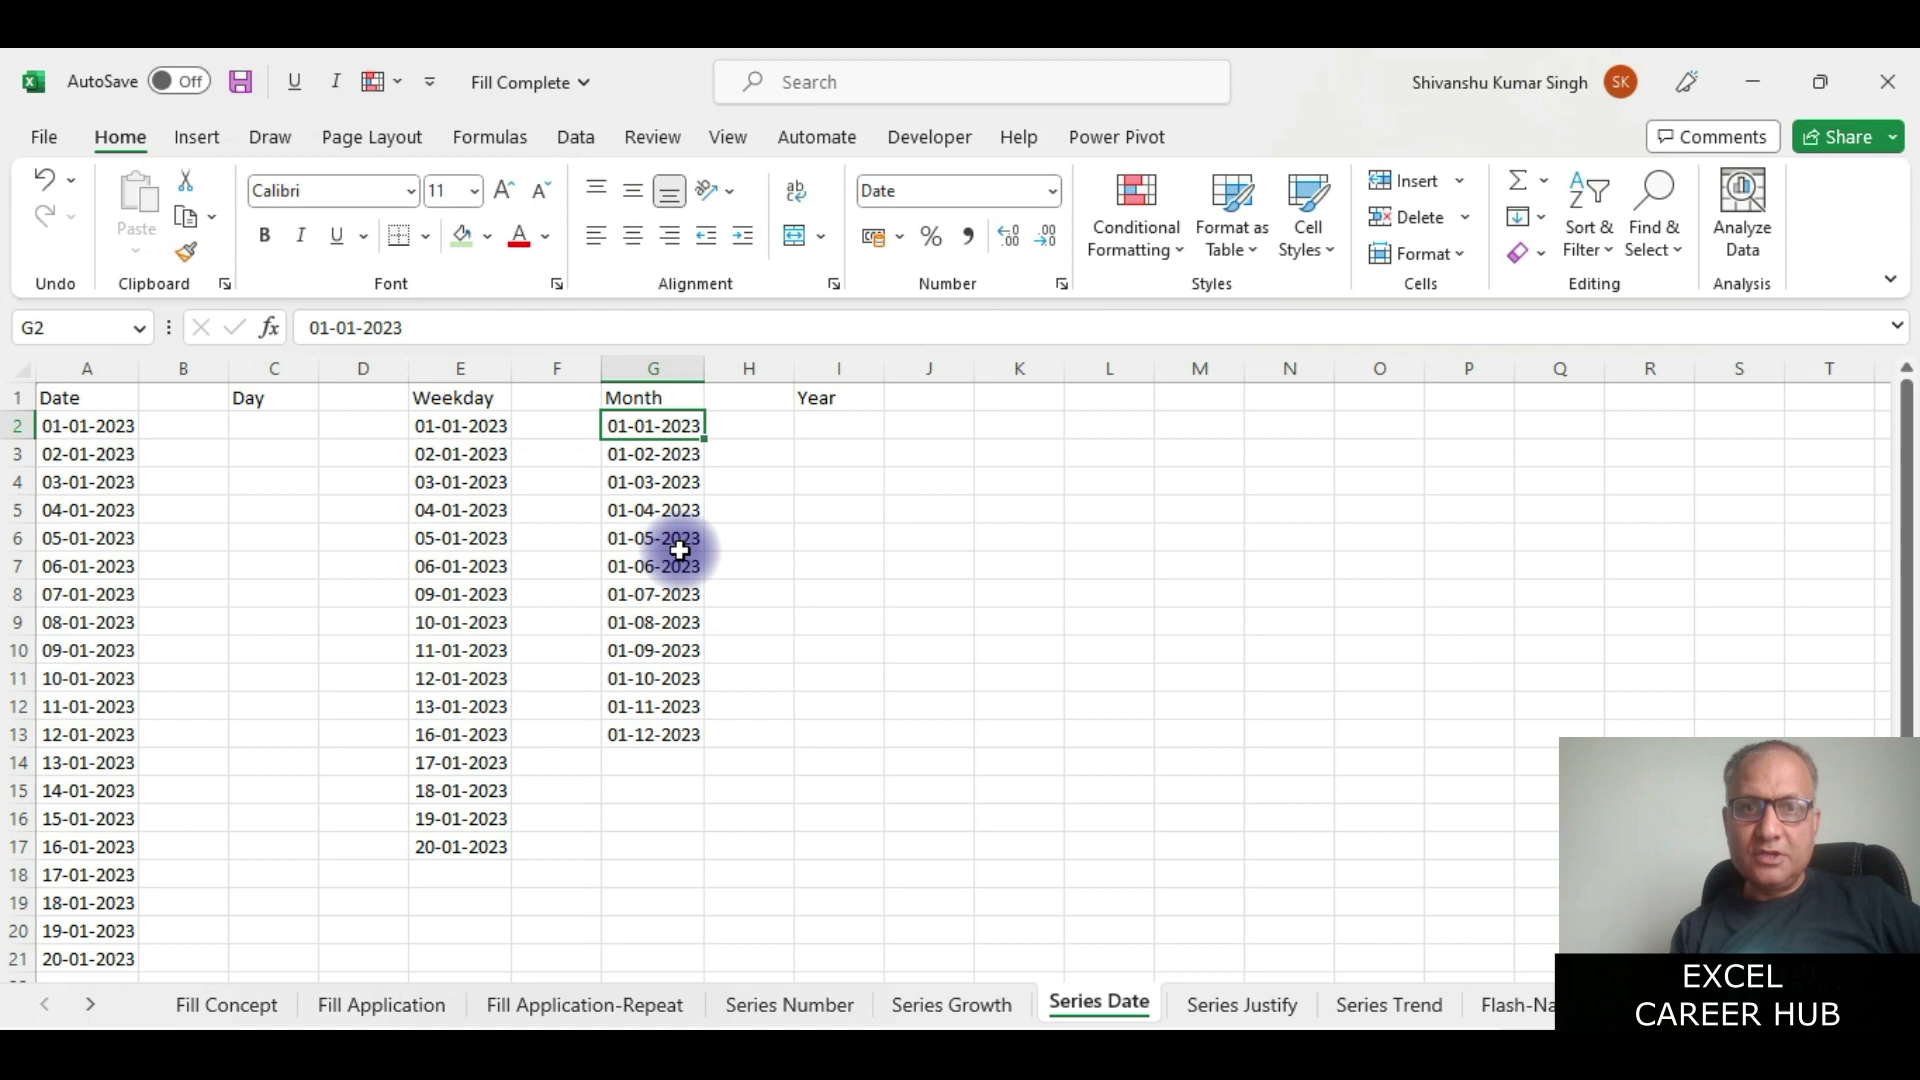 AutoSave Off Fill Complete Search Shivanshu Kumar Singh SK
File Home Insert Draw Page Layout Formulas Data Review View Automate Developer Help Power Pivot Comments Share
Paste
Undo
Clipboard
Calibri 11
B I U
Font
Alignment
Date
Number
Conditional Formatting
Format as Table
Cell Styles
Styles
Insert
Delete
Format
Cells
Sort & Filter
Find & Select
Editing
Analyze Data
Analysis
G2 fx 01-01-2023
A B C D E F G H I J K L M N O P Q R S T
1 Date Day Weekday Month Year
2 01-01-2023 01-01-2023 01-01-2023
3 02-01-2023 02-01-2023 01-02-2023
4 03-01-2023 03-01-2023 01-03-2023
5 04-01-2023 04-01-2023 01-04-2023
6 05-01-2023 05-01-2023 01-05-2023
7 06-01-2023 06-01-2023 01-06-2023
8 07-01-2023 09-01-2023 01-07-2023
9 08-01-2023 10-01-2023 01-08-2023
10 09-01-2023 11-01-2023 01-09-2023
11 10-01-2023 12-01-2023 01-10-2023
12 11-01-2023 13-01-2023 01-11-2023
13 12-01-2023 16-01-2023 01-12-2023
14 13-01-2023 17-01-2023
15 14-01-2023 18-01-2023
16 15-01-2023 19-01-2023
17 16-01-2023 20-01-2023
18 17-01-2023
19 18-01-2023
20 19-01-2023
21 20-01-2023
Fill Concept Fill Application Fill Application-Repeat Series Number Series Growth Series Date Series Justify Series Trend Flash-Na
EXCEL
CAREER HUB